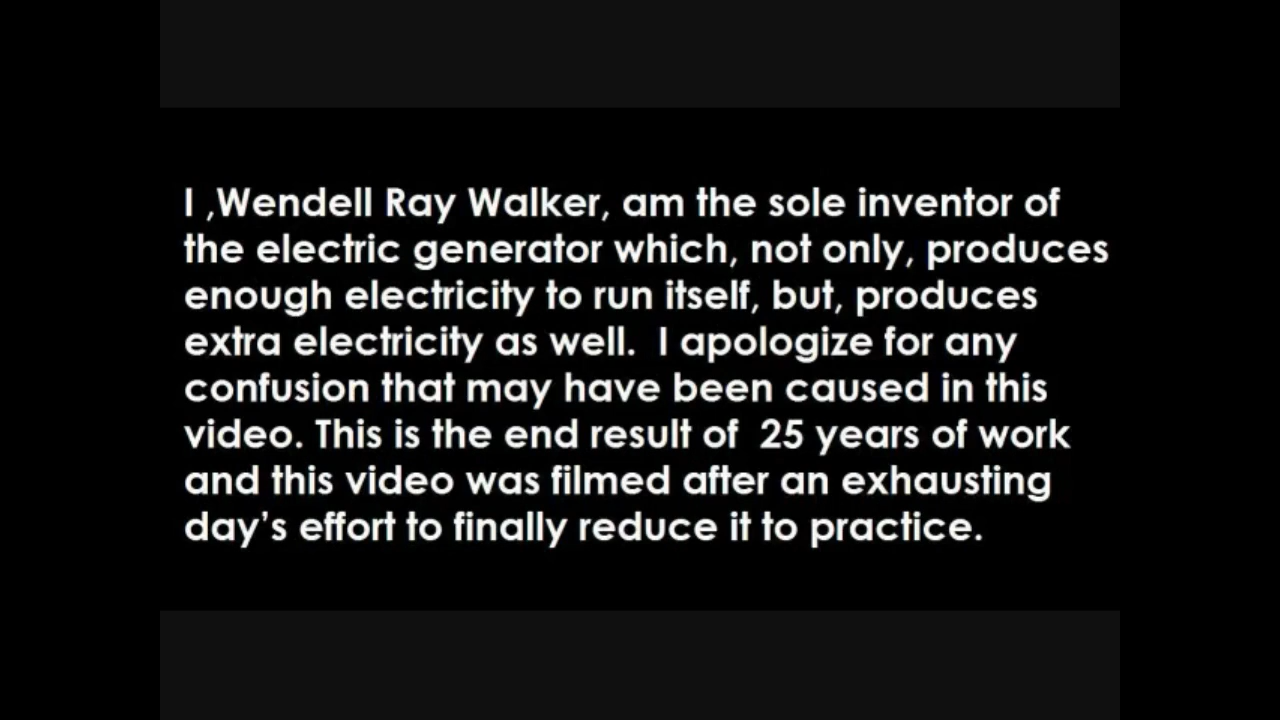 I ,Wendell Ray Walker, am the sole inventor of
the electric generator which, not only, produces
enough electricity to run itself, but, produces
extra electricity as well.  I apologize for any
confusion that may have been caused in this
video. This is the end result of  25 years of work
and this video was filmed after an exhausting
day’s effort to finally reduce it to practice.